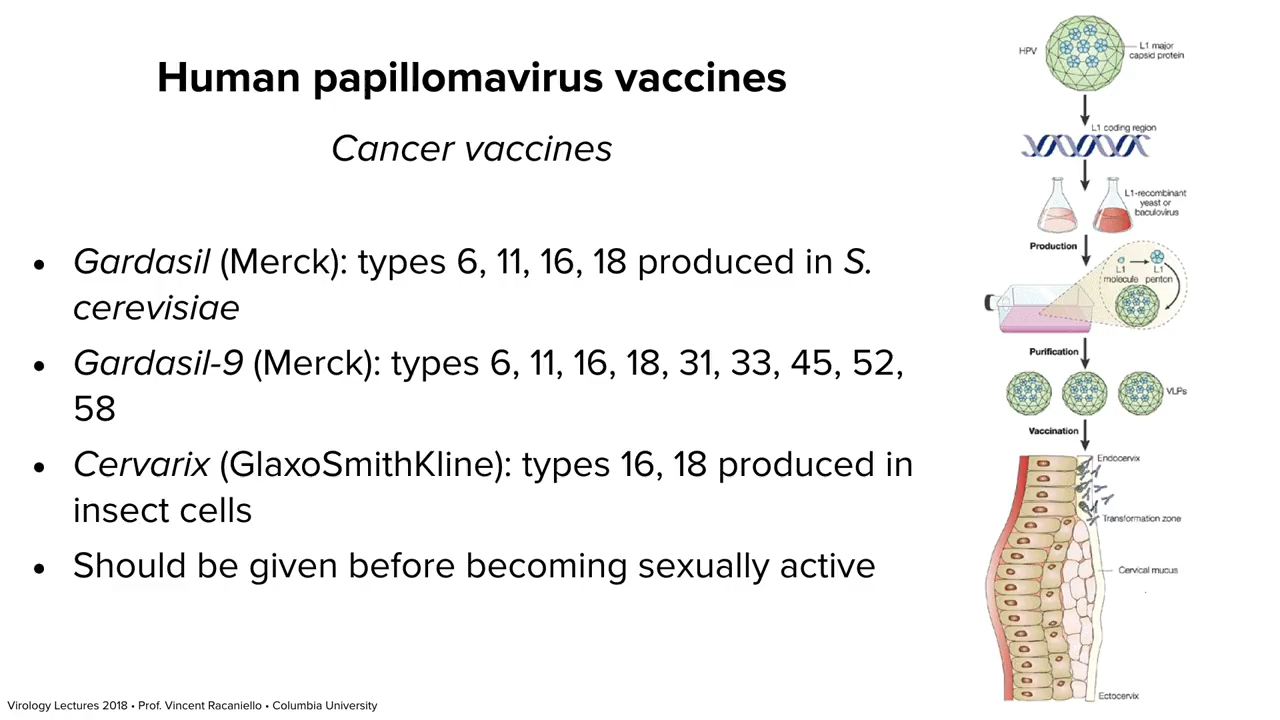 Human papillomavirus vaccines
Cancer vaccines
• Gardasil (Merck): types 6, 11, 16, 18 produced in S.
cerevisiae
• Gardasil-9 (Merck): types 6, 11, 16, 18, 31, 33, 45, 52,
58
• Cervarix (GlaxoSmithKline): types 16, 18 produced in
insect cells
• Should be given before becoming sexually active
Virology Lectures 2018 • Prof. Vincent Racaniello • Columbia University
HPV
L1 major
capsid protein
L1 coding region
L1-recombinant
yeast or
baculovirus
Production
L1
molecule
L1
penton
Purification
VLPs
Vaccination
Endocervix
Transformation zone
Cervical mucus
Ectocervix